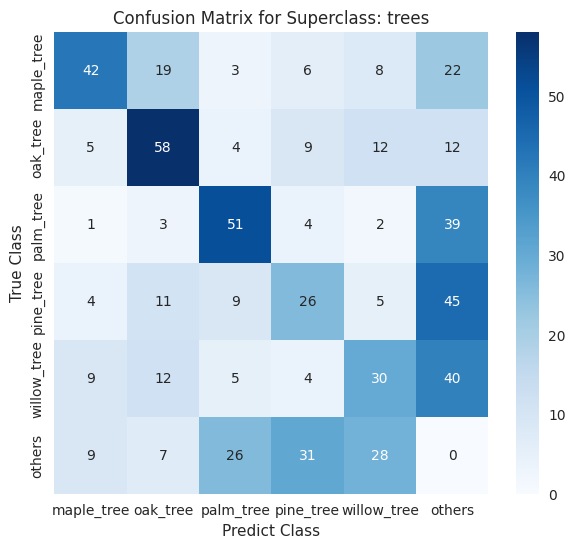 Confusion Matrix for Superclass: trees
True Class
maple_tree 42 19 3 6 8 22
oak_tree 5 58 4 9 12 12
palm_tree 1 3 51 4 2 39
pine_tree 4 11 9 26 5 45
willow_tree 9 12 5 4 30 40
others 9 7 26 31 28 0
maple_tree oak_tree palm_tree pine_tree willow_tree others
Predict Class
50
40
30
20
10
0